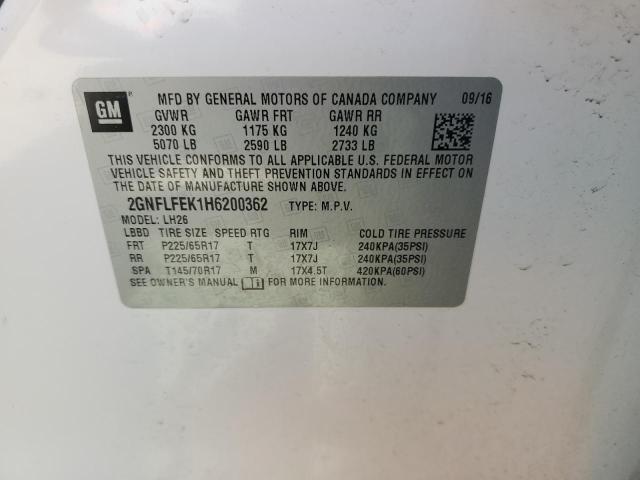 GM
MFD BY GENERAL MOTORS OF CANADA COMPANY 09/16
GVWR GAWR FRT GAWR RR
2300 KG 1175 KG 1240 KG
5070 LB 2590 LB 2733 LB
THIS VEHICLE CONFORMS TO ALL APPLICABLE U.S. FEDERAL MOTOR
VEHICLE SAFETY AND THEFT PREVENTION STANDARDS IN EFFECT ON
THE DATE OF MANUFACTURE SHOWN ABOVE.
2GNFLFEK1H6200362 TYPE: M.P.V.
MODEL: LH26
LBBD TIRE SIZE SPEED RTG RIM COLD TIRE PRESSURE
FRT P225/65R17 T 17X7J 240KPA(35PSI)
RR P225/65R17 T 17X7J 240KPA(35PSI)
SPA T145/70R17 M 17X4.5T 420KPA(60PSI)
SEE OWNER'S MANUAL FOR MORE INFORMATION.